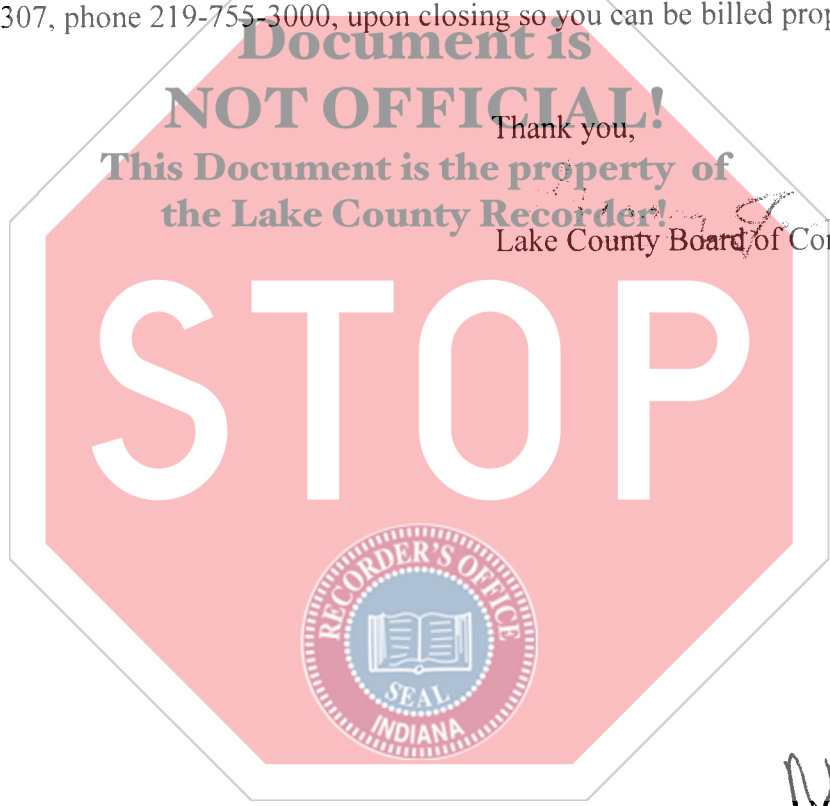 307, phone 219-755-3000, upon closing so you can be billed prop
Document is
NOT OFFICIAL!
Thank you,
This Document is the property of
the Lake County Recorder!
Lake County Board of Co
STOP
RECORDER'S OFFICE
SEAL
INDIANA